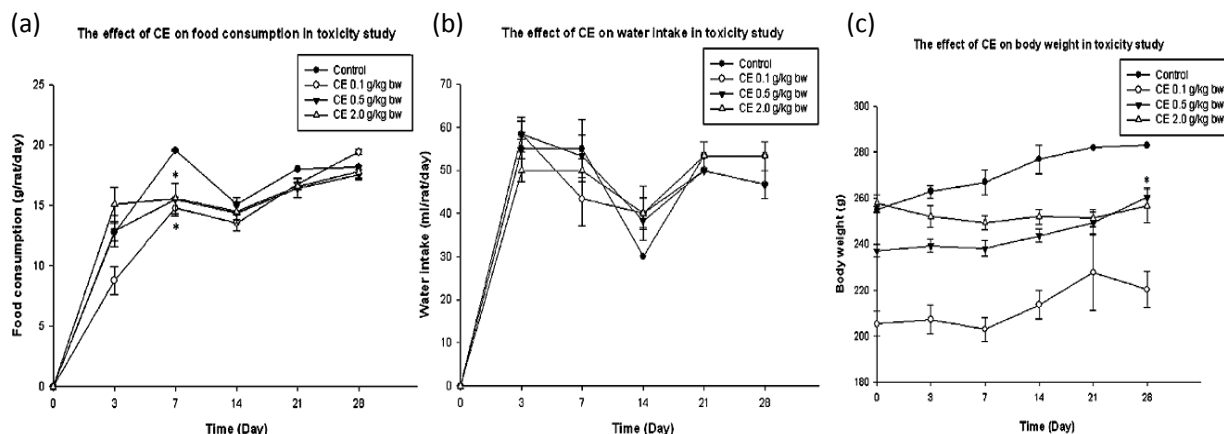 (a)
The effect of CE on food consumption in toxicity study
Control
CE 0.1 g/kg bw
CE 0.5 g/kg bw
CE 2.0 g/kg bw
Food consumption (g/rat/day)
25
20
15
10
5
0
*
*
0 3 7 14 21 28
Time (Day)
(b)
The effect of CE on water intake in toxicity study
Control
CE 0.1 g/kg bw
CE 0.5 g/kg bw
CE 2.0 g/kg bw
Water intake (ml/rat/day)
70
60
50
40
30
20
10
0
0 3 7 14 21 28
Time (Day)
(c)
The effect of CE on body weight in toxicity study
Control
CE 0.1 g/kg bw
CE 0.5 g/kg bw
CE 2.0 g/kg bw
Body weight (g)
300
280
260
240
220
200
180
*
0 3 7 14 21 28
Time (Day)